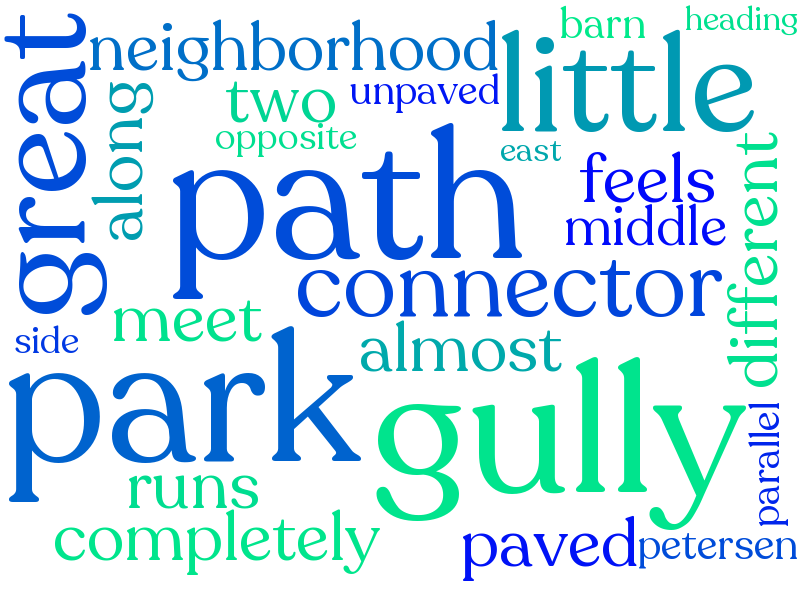 barn
heading
great
neighborhood
little
two
unpaved
along
opposite
east
path
feels
different
middle
connector
meet
side
almost
park
gully
parallel
runs
completely
paved
petersen